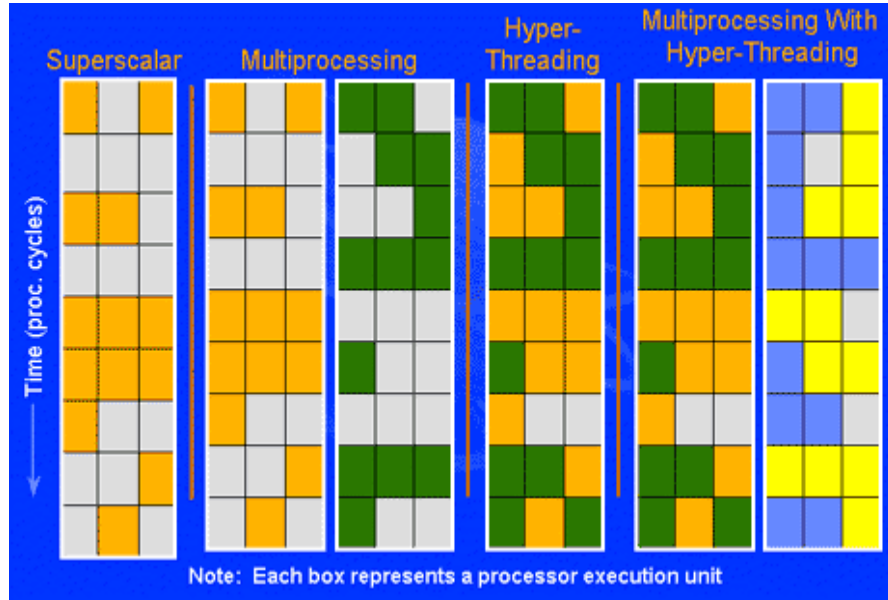 Superscalar
Multiprocessing
Hyper-
Threading
Multiprocessing With
Hyper-Threading
Time (proc. cycles)
Note: Each box represents a processor execution unit